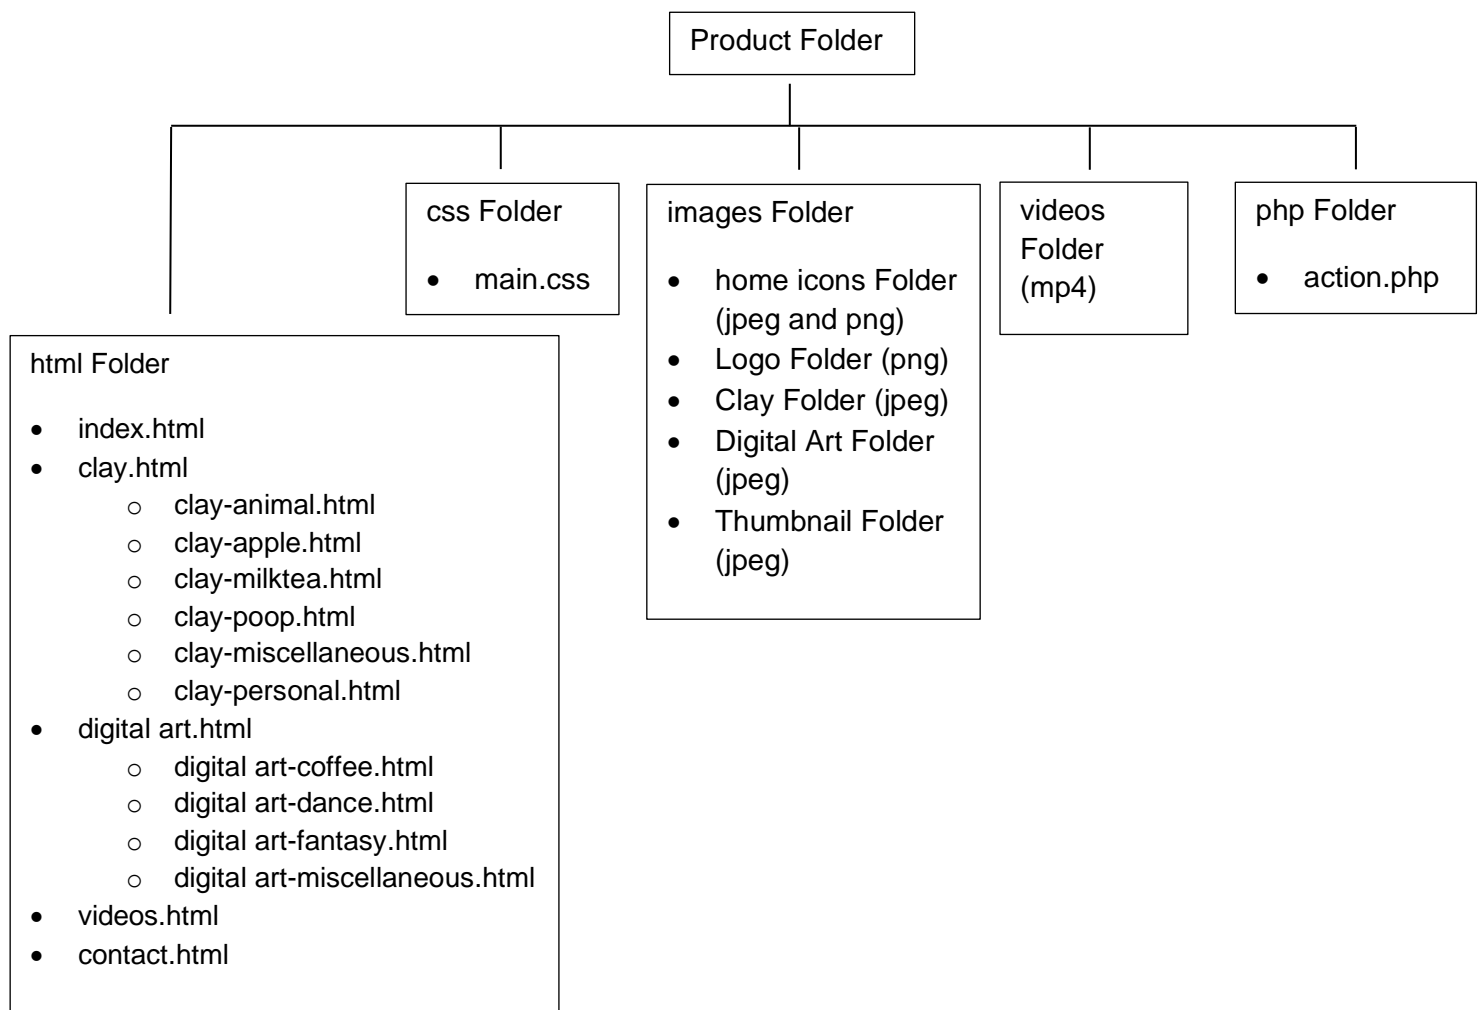 Product Folder
css Folder
• main.css
images Folder
• home icons Folder
(jpeg and png)
• Logo Folder (png)
• Clay Folder (jpeg)
• Digital Art Folder
(jpeg)
• Thumbnail Folder
(jpeg)
videos
Folder
(mp4)
php Folder
• action.php
html Folder
• index.html
• clay.html
o clay-animal.html
o clay-apple.html
o clay-milktea.html
o clay-poop.html
o clay-miscellaneous.html
o clay-personal.html
• digital art.html
o digital art-coffee.html
o digital art-dance.html
o digital art-fantasy.html
o digital art-miscellaneous.html
• videos.html
• contact.html